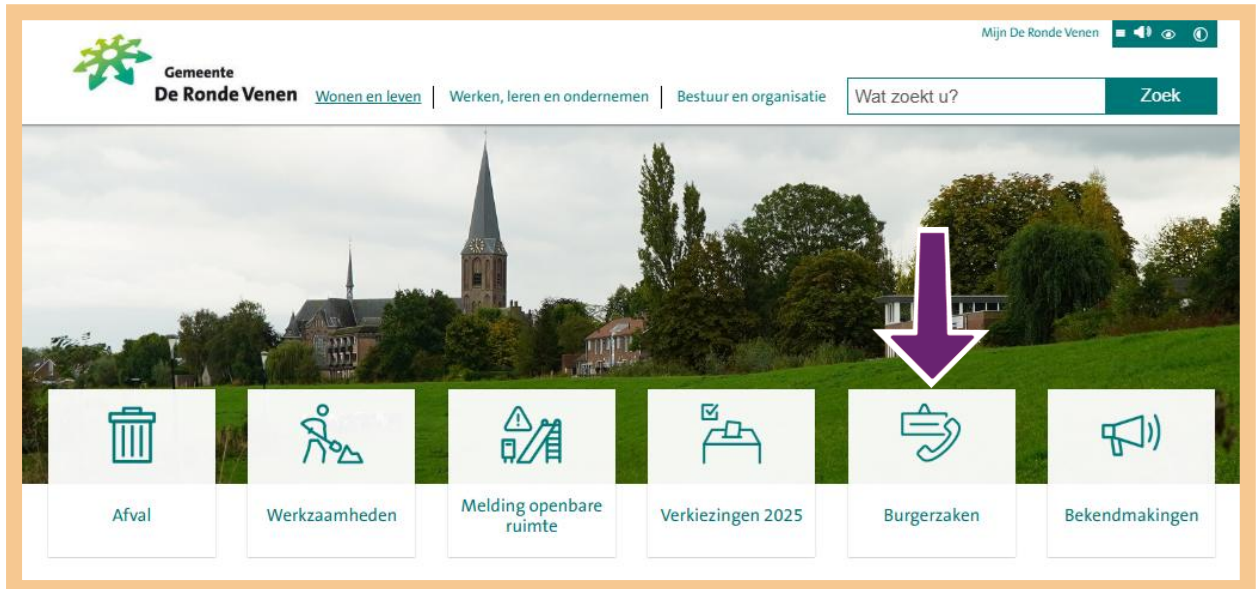 Mijn De Ronde Venen
Gemeente
De Ronde Venen
Wonen en leven
Werken, leren en ondernemen
Bestuur en organisatie
Wat zoekt u?
Zoek
Afval
Werkzaamheden
Melding openbare
ruimte
Verkiezingen 2025
Burgerzaken
Bekendmakingen